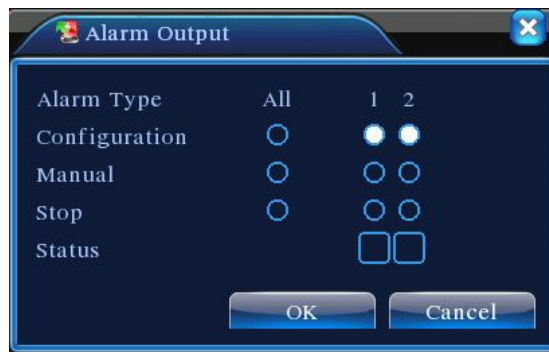 Alarm Output
Alarm Type All 1 2
Configuration
Manual
Stop
Status
OK Cancel